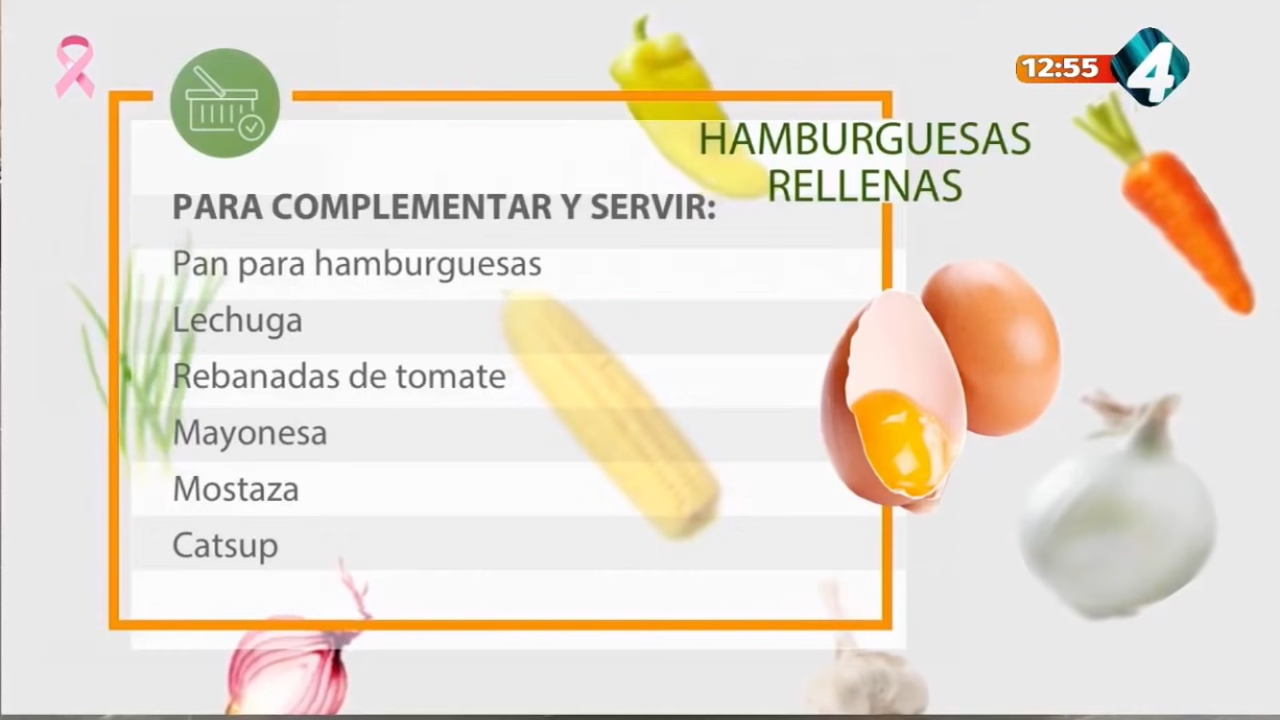 12:55
4
HAMBURGUESAS
RELLENAS
PARA COMPLEMENTAR Y SERVIR:
Pan para hamburguesas
Lechuga
Rebanadas de tomate
Mayonesa
Mostaza
Catsup